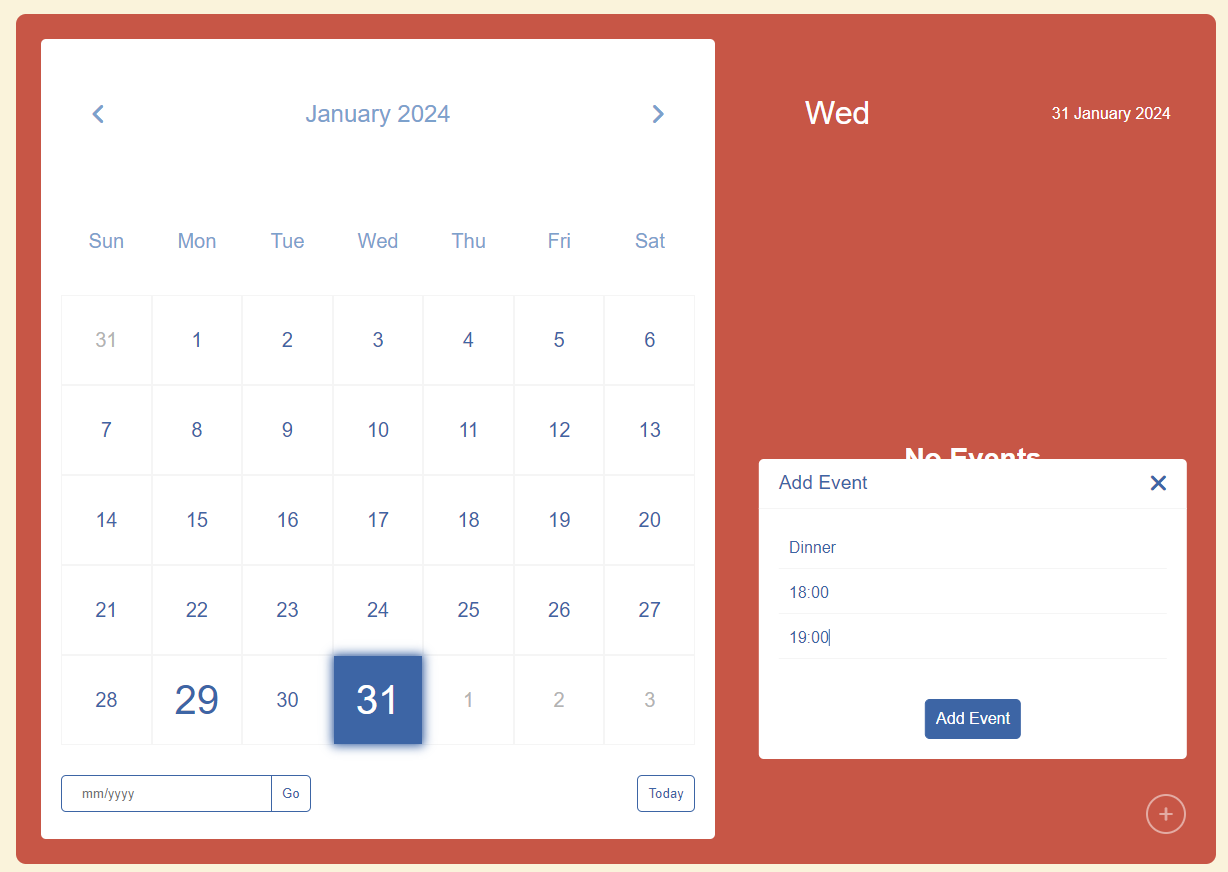 January 2024
Sun Mon Tue Wed Thu Fri Sat
31 1 2 3 4 5 6
7 8 9 10 11 12 13
14 15 16 17 18 19 20
21 22 23 24 25 26 27
28 29 30 31 1 2 3
mm/yyyy Go Today
Wed 31 January 2024
No Events
Add Event
Dinner
18:00
19:00
Add Event